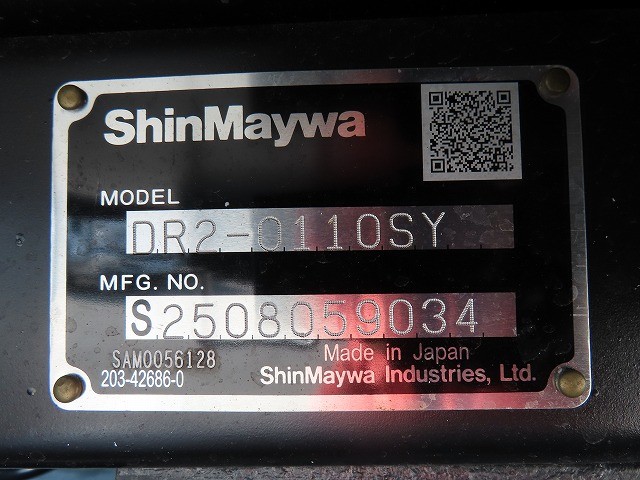 ShinMaywa
MODEL
DR2-0110SY
MFG. NO.
S2508059034
SAM0056128
203-42686-0
Made in Japan
ShinMaywa Industries, Ltd.